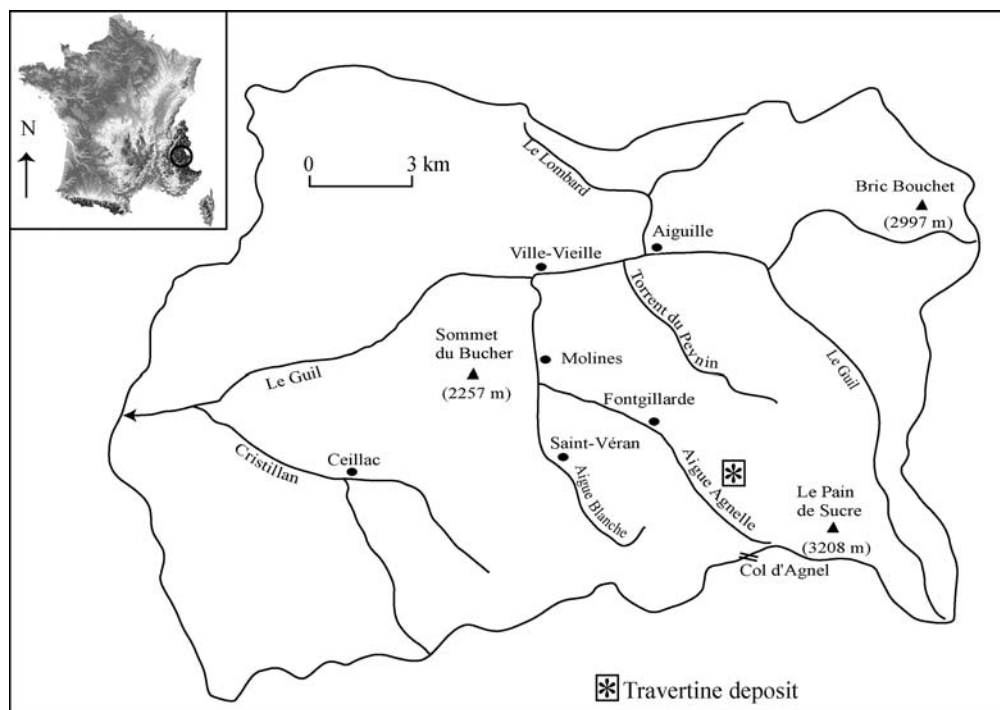 N
0 3 km
Le Lombard
Bric Bouchet
(2997 m)
Aiguille
Ville-Vieille
Torrent du Peynin
Sommet
du Bucher
(2257 m)
Molines
Le Guil
Le Guil
Fontgillarde
Cristillan
Ceillac
Saint-Véran
Aigue Blanche
Aigue Agnelle
Le Pain
de Sucre
(3208 m)
Col d'Agnel
Travertine deposit